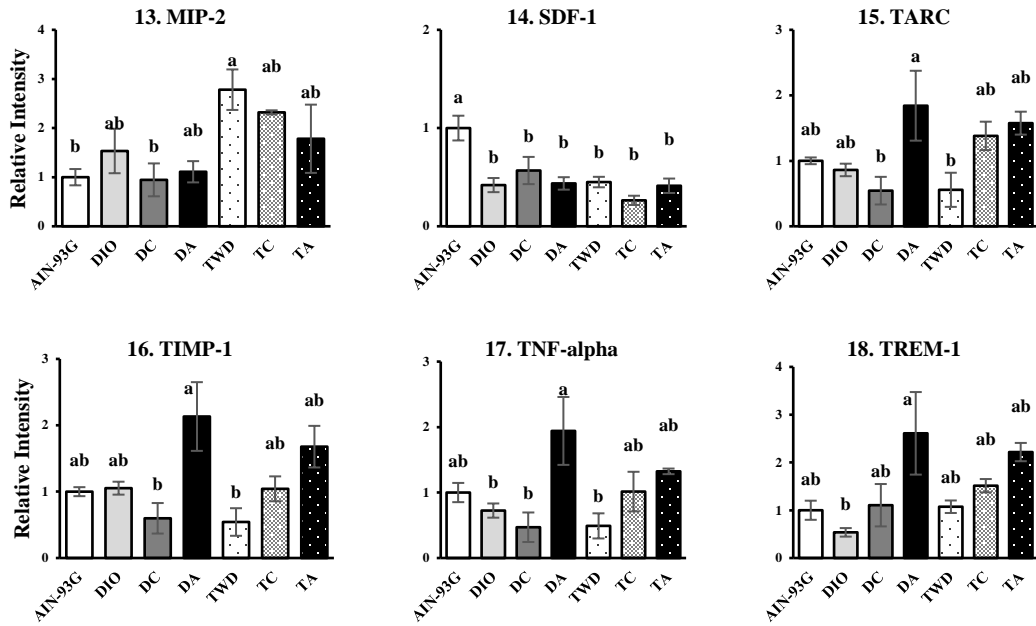 13. MIP-2
Relative Intensity
4
3
2
1
0
b
ab
b
ab
a
ab
ab
AIN-93G
DIO
DC
DA
TWD
TC
TA
14. SDF-1
2
1
0
a
b
b
b
b
b
b
AIN-93G
DIO
DC
DA
TWD
TC
TA
15. TARC
3
2
1
0
ab
ab
b
a
b
ab
ab
AIN-93G
DIO
DC
DA
TWD
TC
TA
16. TIMP-1
Relative Intensity
3
2
1
0
ab
ab
b
a
b
ab
ab
AIN-93G
DIO
DC
DA
TWD
TC
TA
17. TNF-alpha
3
2
1
0
ab
b
b
a
b
ab
ab
AIN-93G
DIO
DC
DA
TWD
TC
TA
18. TREM-1
4
3
2
1
0
ab
b
ab
a
ab
ab
ab
AIN-93G
DIO
DC
DA
TWD
TC
TA